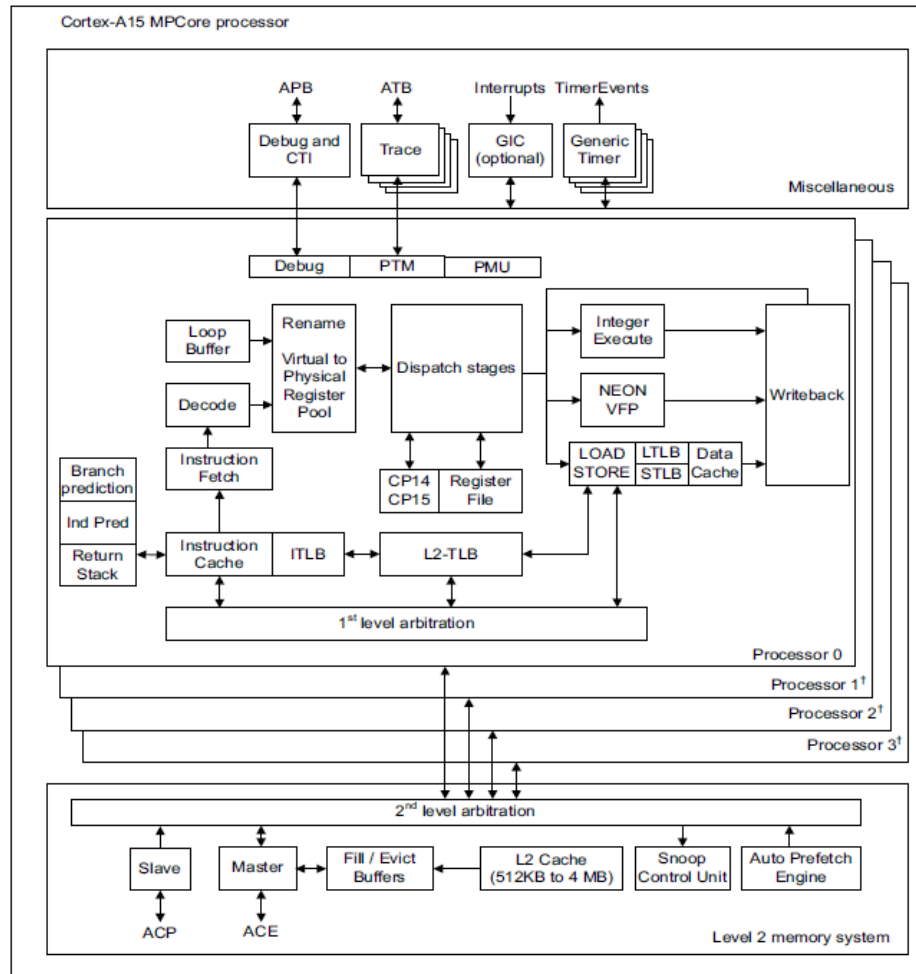 Cortex-A15 MPCore processor
APB
ATB
Interrupts
TimerEvents
Debug and
CTI
Trace
GIC
(optional)
Generic
Timer
Miscellaneous
Debug
PTM
PMU
Loop
Buffer
Rename
Virtual to
Physical
Register
Pool
Dispatch stages
Integer
Execute
Writeback
Decode
NEON
VFP
Instruction
Fetch
LOAD
STORE
LTLB
STLB
Data
Cache
CP14
CP15
Register
File
Branch
prediction
Ind Pred
Return
Stack
Instruction
Cache
ITLB
L2-TLB
1st level arbitration
Processor 0
Processor 1†
Processor 2†
Processor 3†
2nd level arbitration
Slave
Master
Fill / Evict
Buffers
L2 Cache
(512KB to 4 MB)
Snoop
Control Unit
Auto Prefetch
Engine
ACP
ACE
Level 2 memory system